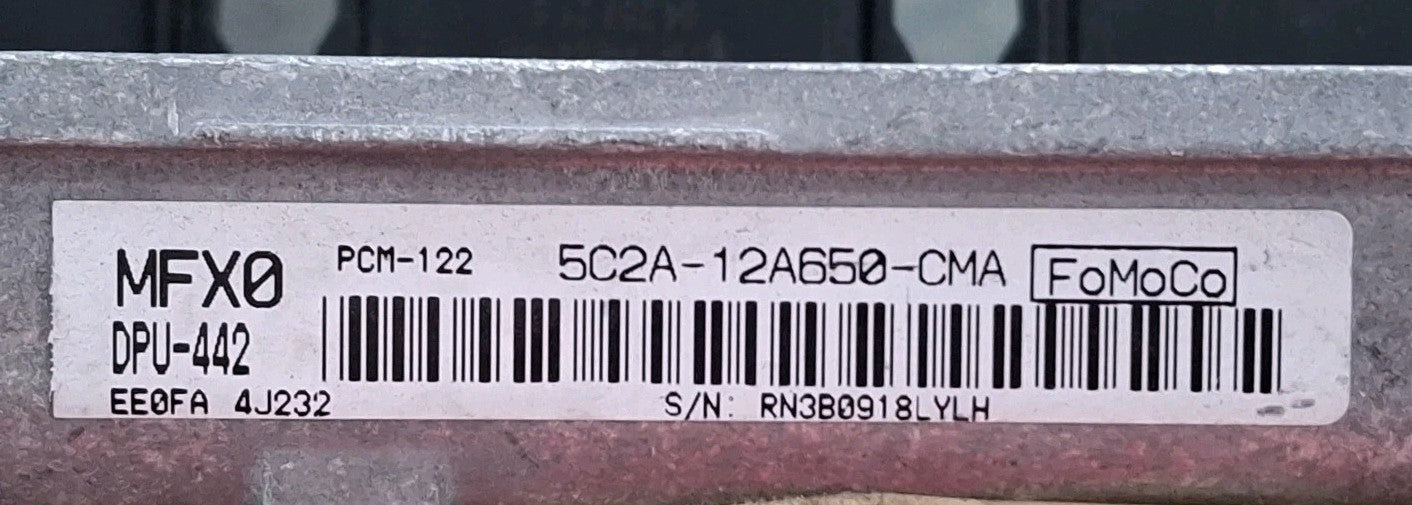 MFX0 PCM-122 5C2A-12A650-CMA FoMoCo
DPU-442
EE0FA 4J232 S/N: RN3B0918LYLH